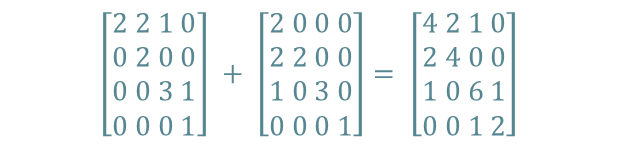 [2 2 1 0] [2 0 0 0] [4 2 1 0]
[0 2 0 0] + [2 2 0 0] = [2 4 0 0]
[0 0 3 1] [1 0 3 0] [1 0 6 1]
[0 0 0 1] [0 0 0 1] [0 0 1 2]